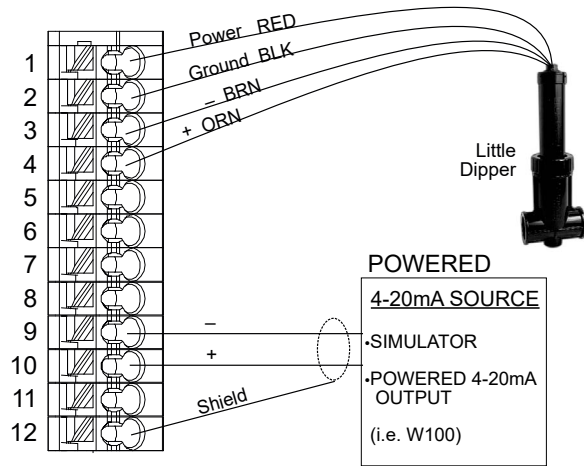 1
2
3
4
5
6
7
8
9
10
11
12
Power RED
Ground BLK
– BRN
+ ORN
Little
Dipper
POWERED
4-20mA SOURCE
•SIMULATOR
•POWERED 4-20mA
OUTPUT
(i.e. W100)
–
+
Shield